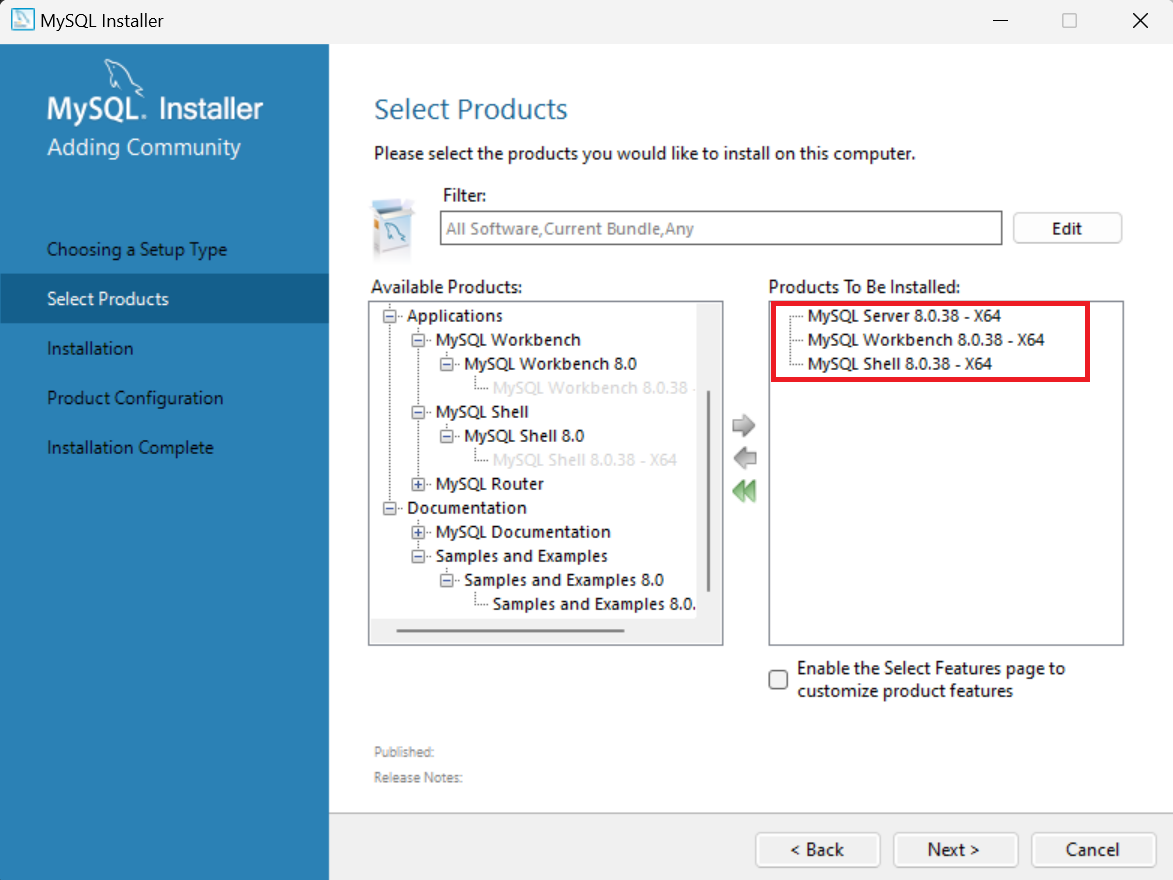 MySQL Installer
MySQL. Installer
Adding Community
Choosing a Setup Type
Select Products
Installation
Product Configuration
Installation Complete
Select Products
Please select the products you would like to install on this computer.
Filter:
All Software,Current Bundle,Any
Edit
Available Products:
Applications
MySQL Workbench
MySQL Workbench 8.0
MySQL Workbench 8.0.38 -
MySQL Shell
MySQL Shell 8.0
MySQL Shell 8.0.38 - X64
MySQL Router
Documentation
MySQL Documentation
Samples and Examples
Samples and Examples 8.0
Samples and Examples 8.0.
Products To Be Installed:
MySQL Server 8.0.38 - X64
MySQL Workbench 8.0.38 - X64
MySQL Shell 8.0.38 - X64
Enable the Select Features page to
customize product features
Published:
Release Notes:
< Back
Next >
Cancel